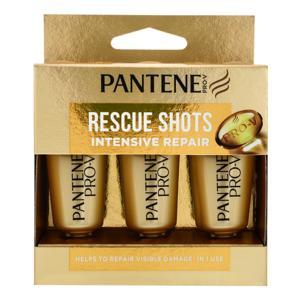 PANTENE
PRO-V
RESCUE SHOTS
INTENSIVE REPAIR
PRO-V
PANTENE
PRO-V
PANTENE
PRO-V
PANTENE
PRO-V
HELPS TO REPAIR VISIBLE DAMAGE IN 1 USE